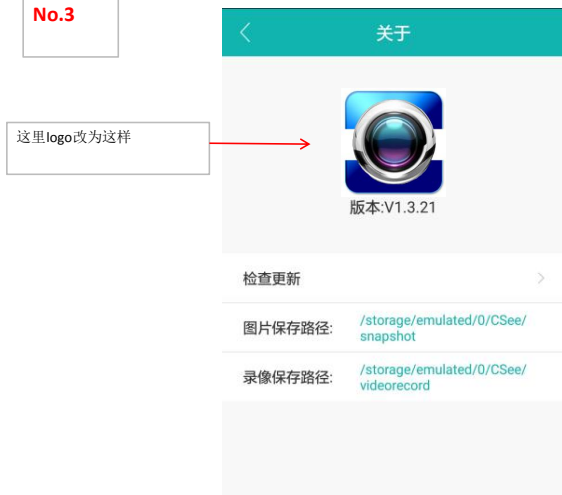 No.3
关于
这里logo改为这样
版本:V1.3.21
检查更新
图片保存路径:
/storage/emulated/0/CSee/
snapshot
录像保存路径:
/storage/emulated/0/CSee/
videorecord